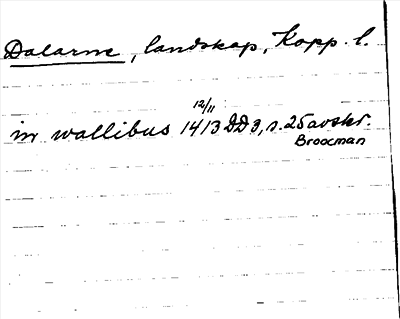 Dalarne, landskap, Kopp. l.
12/11
in wallibus 1413 DD 3, s. 25 avskr.
Broocman